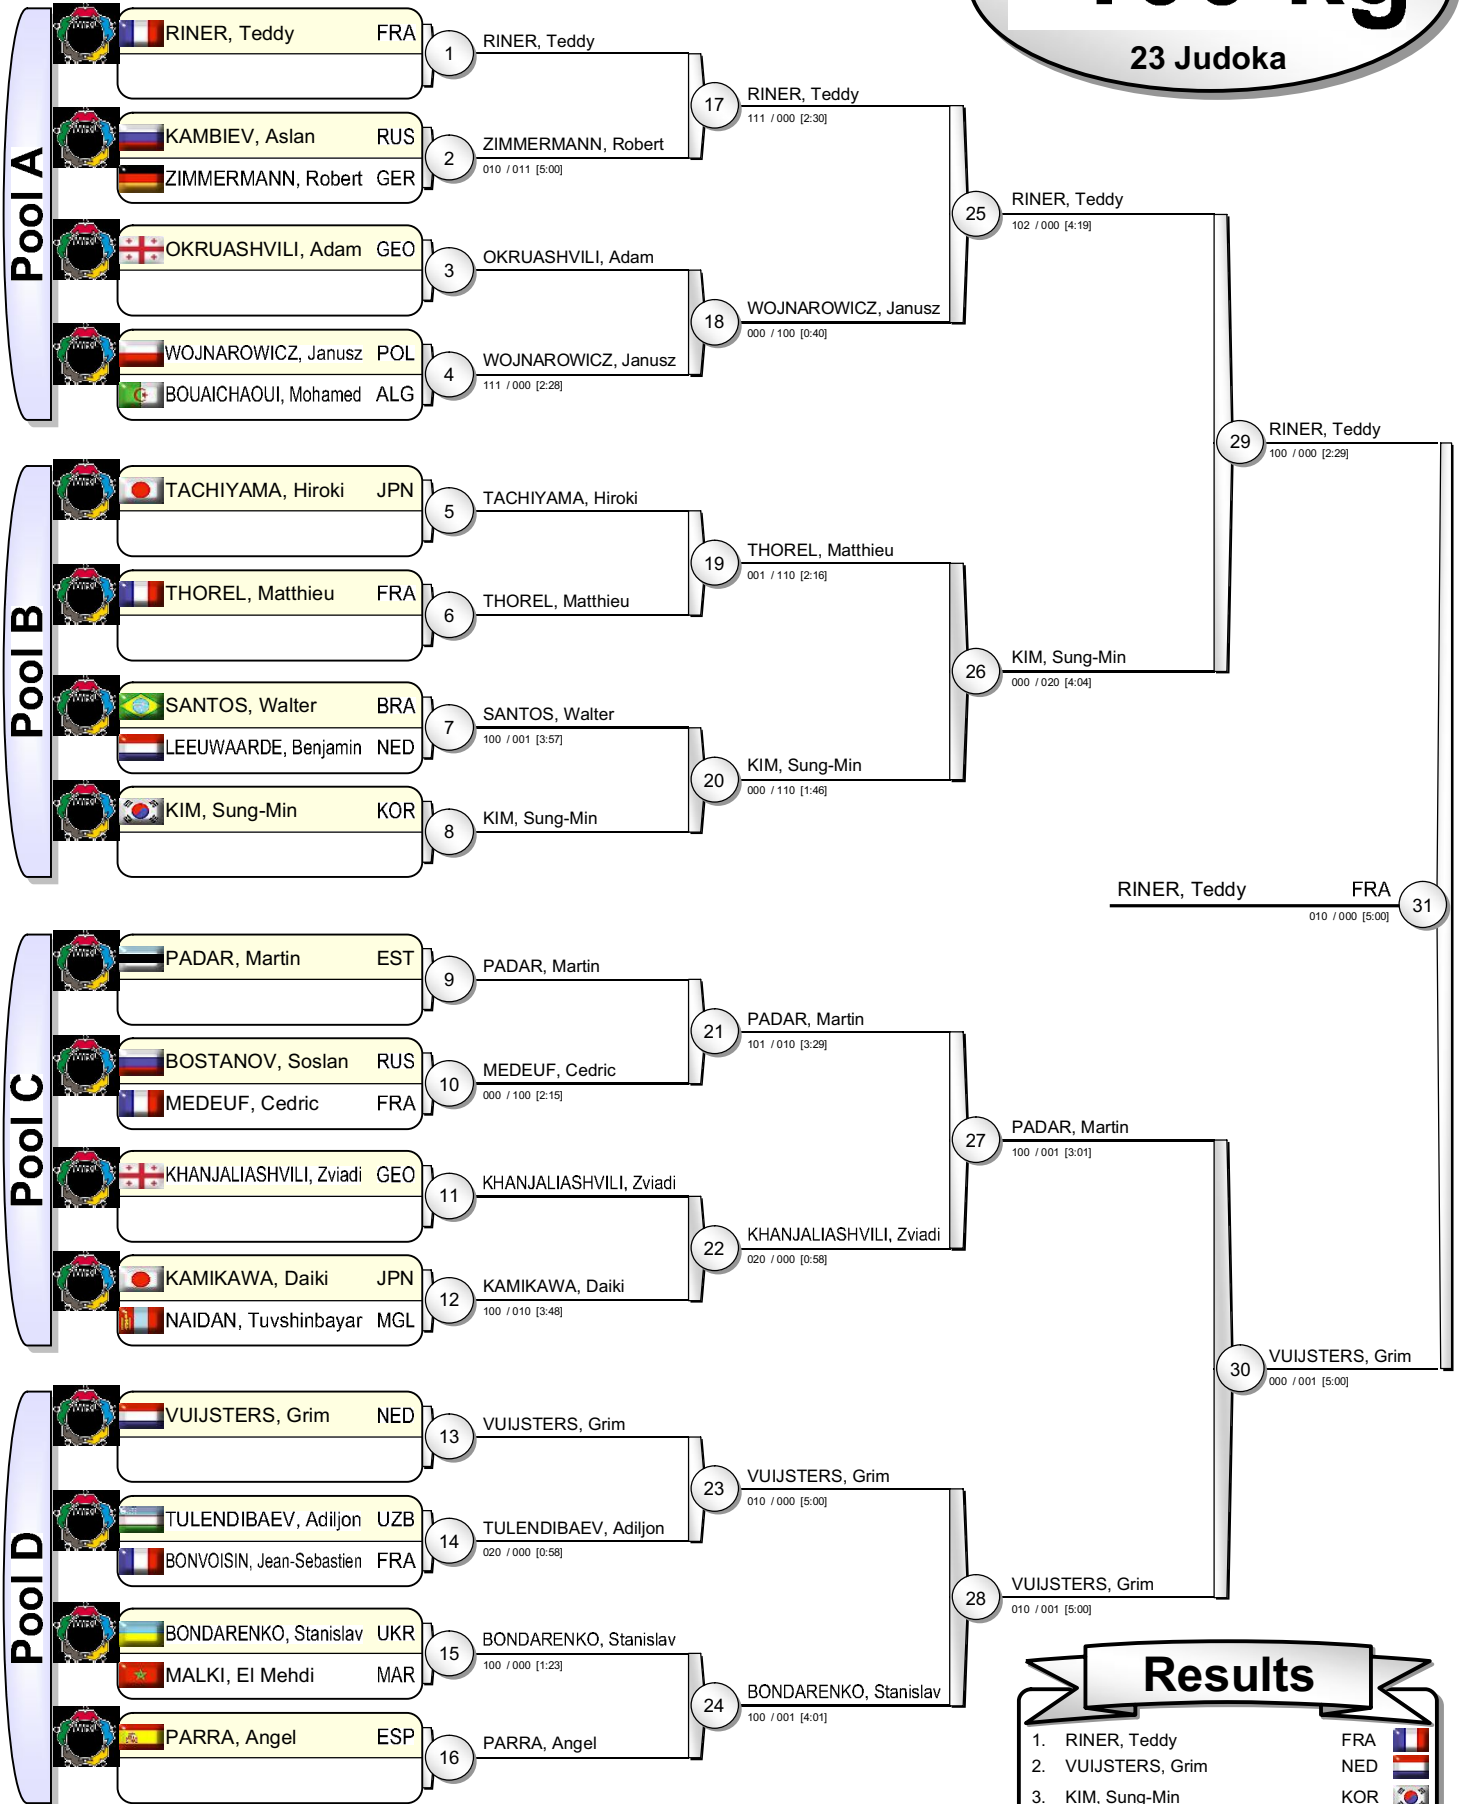 23 Judoka
Pool A
RINER, Teddy FRA
KAMBIEV, Aslan RUS
ZIMMERMANN, Robert GER
OKRUASHVILI, Adam GEO
WOJNAROWICZ, Janusz POL
BOUAICHAOUI, Mohamed ALG
1 RINER, Teddy
2 ZIMMERMANN, Robert
010 / 011 [5:00]
3 OKRUASHVILI, Adam
4 WOJNAROWICZ, Janusz
111 / 000 [2:28]
17 RINER, Teddy
111 / 000 [2:30]
18 WOJNAROWICZ, Janusz
000 / 100 [0:40]
25 RINER, Teddy
102 / 000 [4:19]
Pool B
TACHIYAMA, Hiroki JPN
THOREL, Matthieu FRA
SANTOS, Walter BRA
LEEUWAARDE, Benjamin NED
KIM, Sung-Min KOR
5 TACHIYAMA, Hiroki
6 THOREL, Matthieu
7 SANTOS, Walter
100 / 001 [3:57]
8 KIM, Sung-Min
19 THOREL, Matthieu
001 / 110 [2:16]
20 KIM, Sung-Min
000 / 110 [1:46]
26 KIM, Sung-Min
000 / 020 [4:04]
29 RINER, Teddy
100 / 000 [2:29]
RINER, Teddy FRA 31
010 / 000 [5:00]
Pool C
PADAR, Martin EST
BOSTANOV, Soslan RUS
MEDEUF, Cedric FRA
KHANJALIASHVILI, Zviadi GEO
KAMIKAWA, Daiki JPN
NAIDAN, Tuvshinbayar MGL
9 PADAR, Martin
10 MEDEUF, Cedric
000 / 100 [2:15]
11 KHANJALIASHVILI, Zviadi
12 KAMIKAWA, Daiki
100 / 010 [3:48]
21 PADAR, Martin
101 / 010 [3:29]
22 KHANJALIASHVILI, Zviadi
020 / 000 [0:58]
27 PADAR, Martin
100 / 001 [3:01]
Pool D
VUIJSTERS, Grim NED
TULENDIBAEV, Adiljon UZB
BONVOISIN, Jean-Sebastien FRA
BONDARENKO, Stanislav UKR
MALKI, El Mehdi MAR
PARRA, Angel ESP
13 VUIJSTERS, Grim
14 TULENDIBAEV, Adiljon
020 / 000 [0:58]
15 BONDARENKO, Stanislav
100 / 000 [1:23]
16 PARRA, Angel
23 VUIJSTERS, Grim
010 / 000 [5:00]
24 BONDARENKO, Stanislav
100 / 001 [4:01]
28 VUIJSTERS, Grim
010 / 001 [5:00]
30 VUIJSTERS, Grim
000 / 001 [5:00]
Results
1. RINER, Teddy FRA
2. VUIJSTERS, Grim NED
3. KIM, Sung-Min KOR